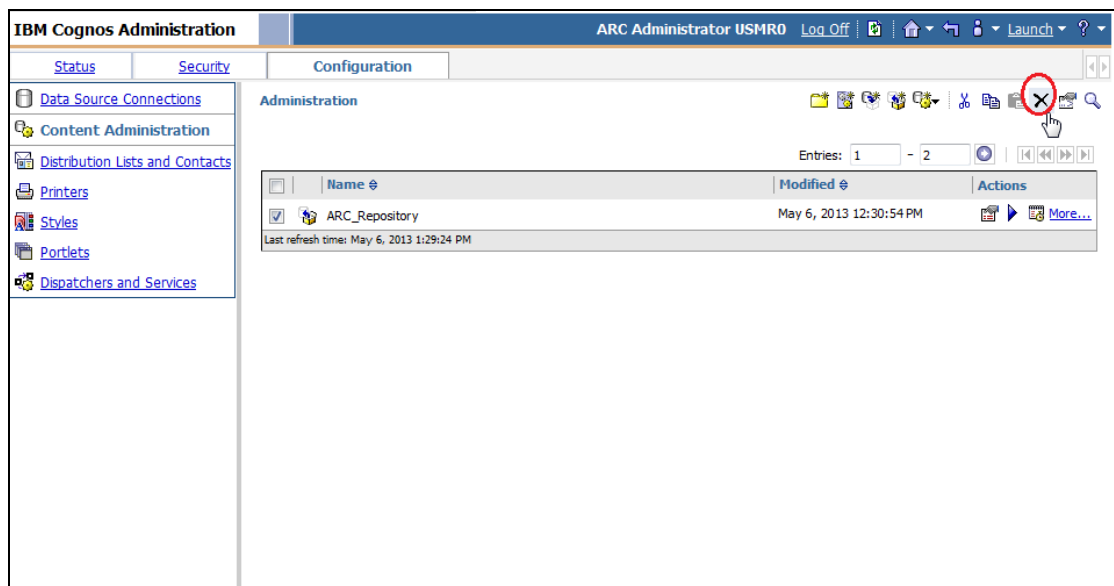 IBM Cognos Administration
ARC Administrator USMR0 Log Off Launch ?
Status Security Configuration
Data Source Connections
Content Administration
Distribution Lists and Contacts
Printers
Styles
Portlets
Dispatchers and Services
Administration
Entries: 1 - 2
Name Modified Actions
ARC_Repository May 6, 2013 12:30:54 PM More...
Last refresh time: May 6, 2013 1:29:24 PM